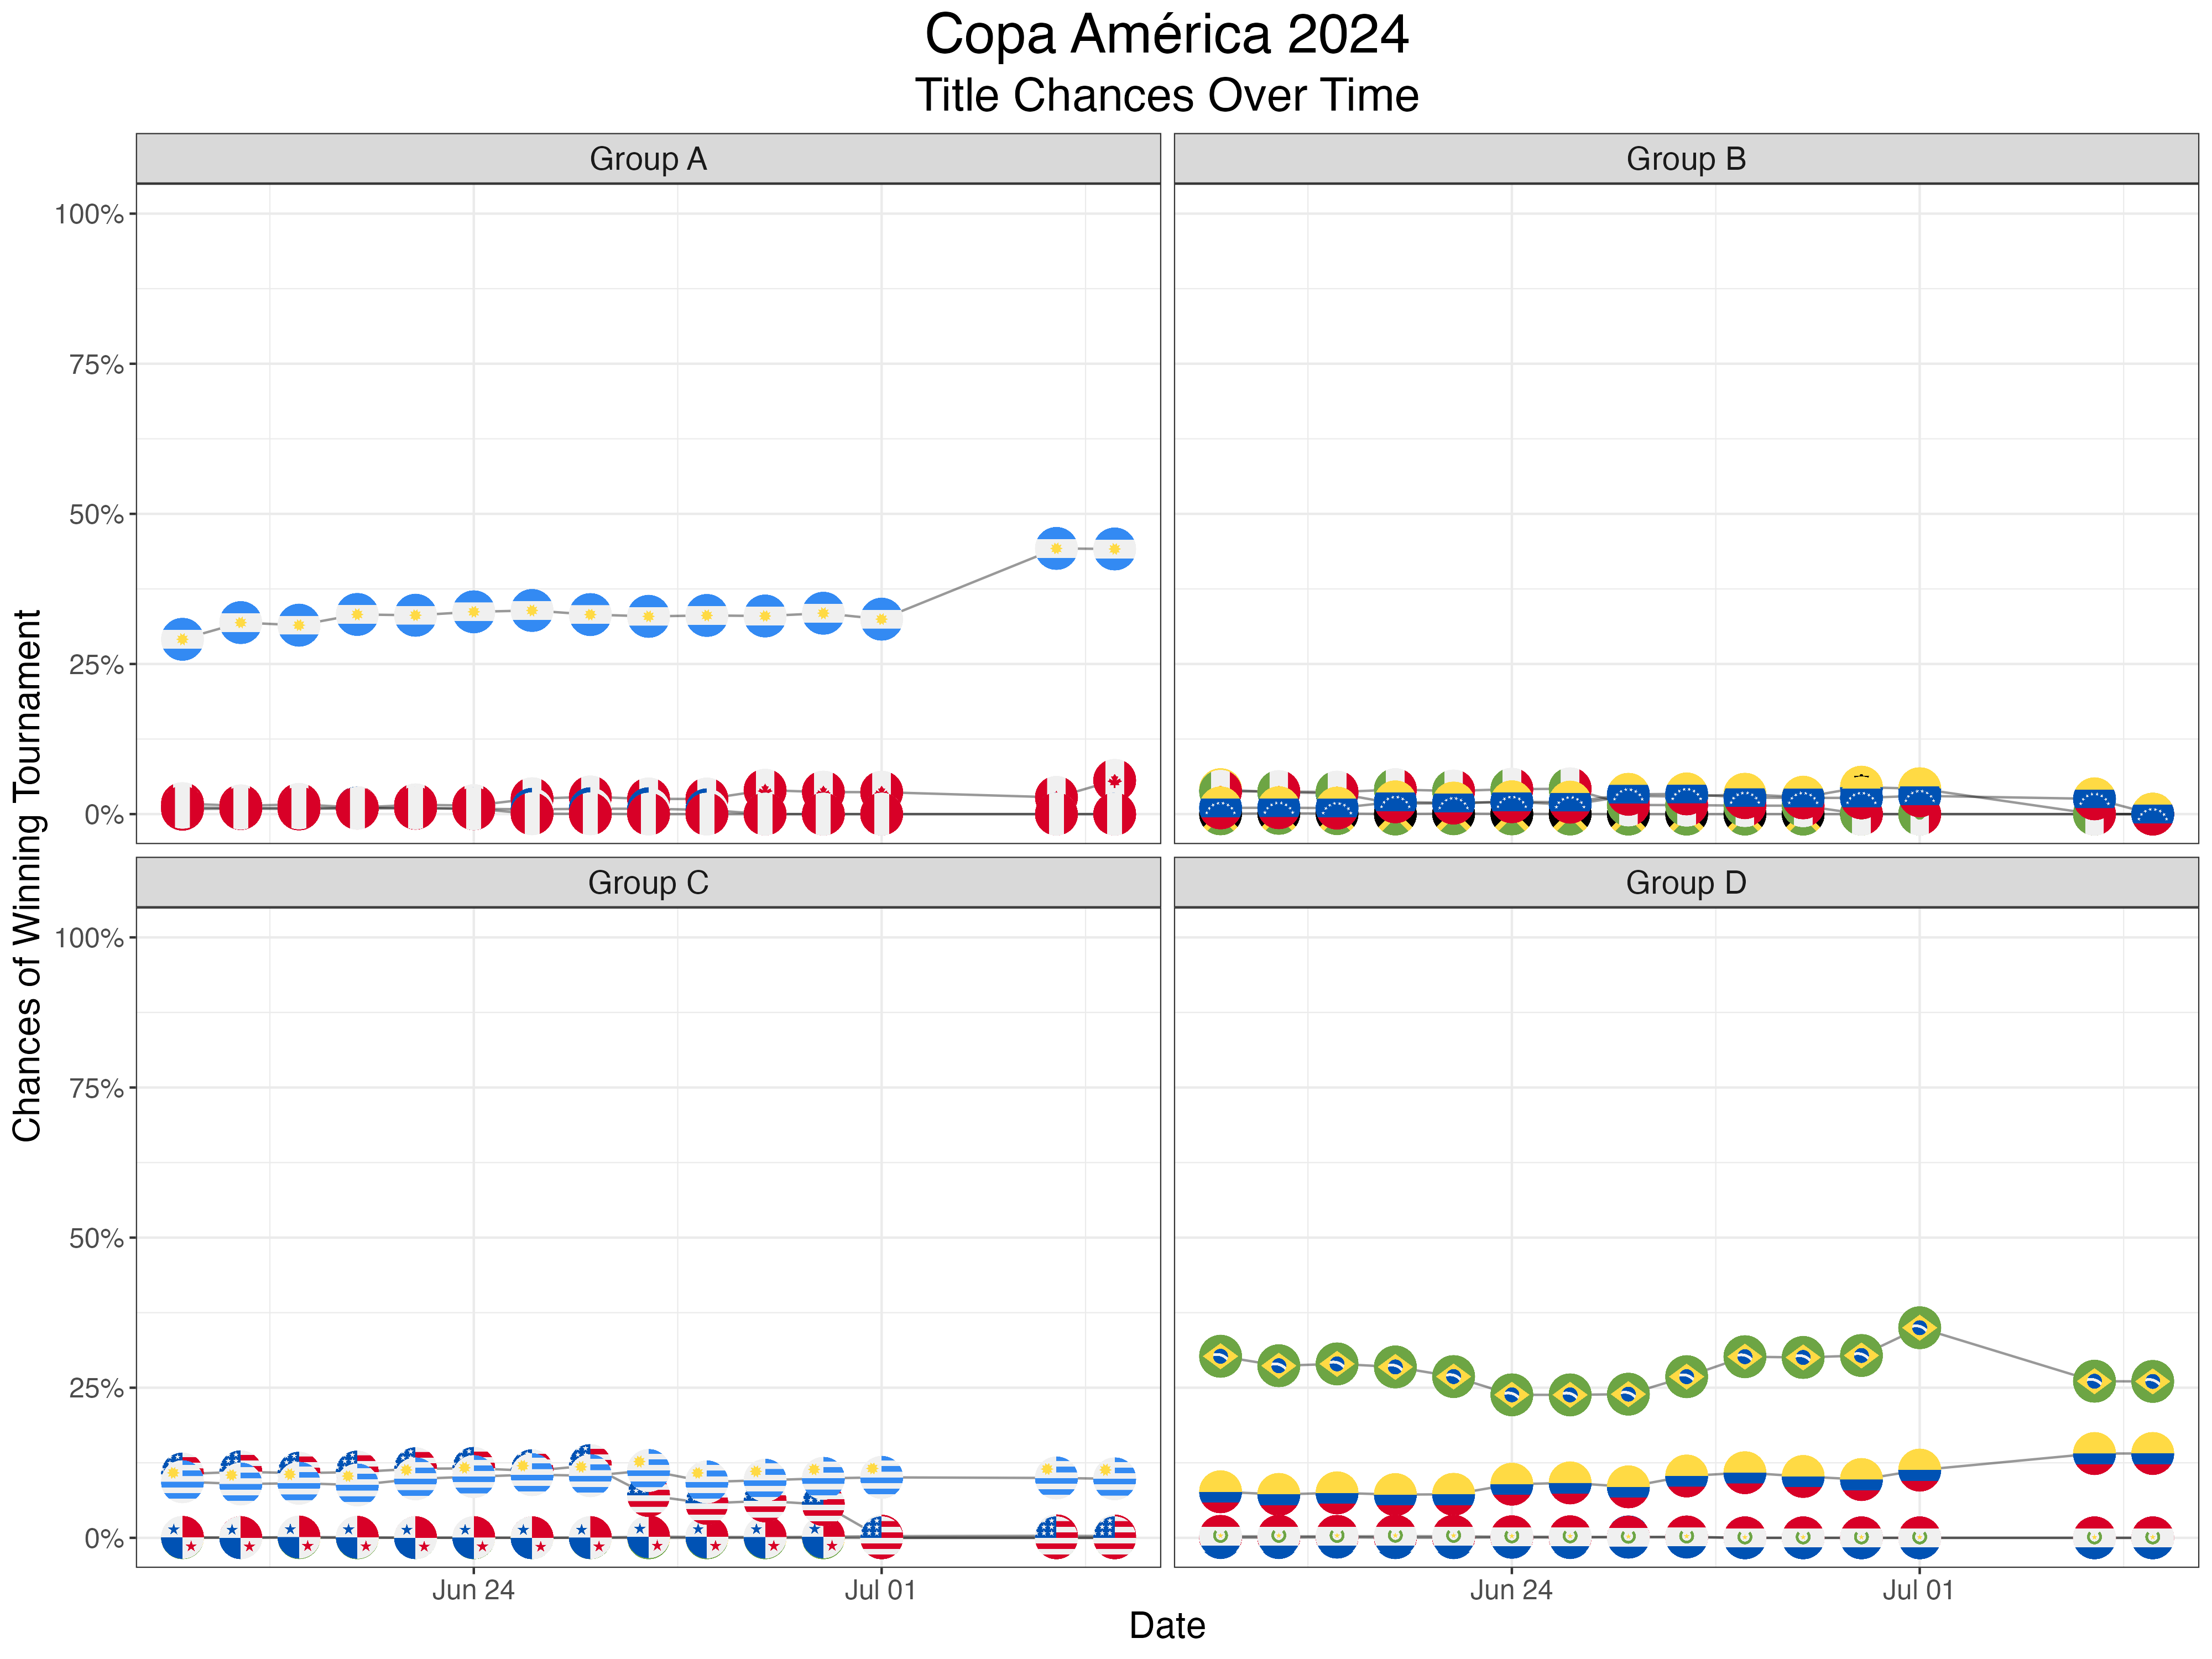 Copa América 2024
Title Chances Over Time
Group A
Group B
100%
75%
50%
25%
0%
Group C
Group D
100%
75%
50%
25%
0%
Jun 24
Jul 01
Jun 24
Jul 01
Date
Chances of Winning Tournament